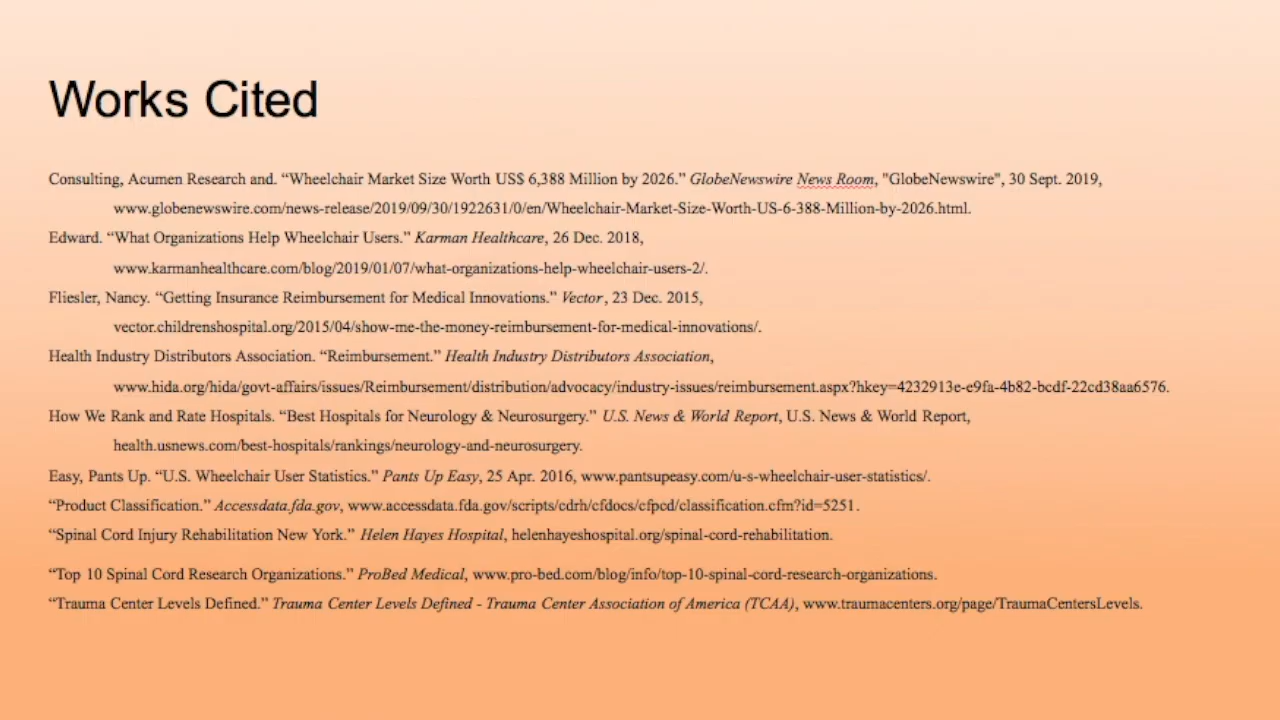 Works Cited
Consulting, Acumen Research and. “Wheelchair Market Size Worth US$ 6,388 Million by 2026.” GlobeNewswire News Room, "GlobeNewswire", 30 Sept. 2019,
www.globenewswire.com/news-release/2019/09/30/1922631/0/en/Wheelchair-Market-Size-Worth-US-6-388-Million-by-2026.html.
Edward. “What Organizations Help Wheelchair Users.” Karman Healthcare, 26 Dec. 2018,
www.karmanhealthcare.com/blog/2019/01/07/what-organizations-help-wheelchair-users-2/.
Fliesler, Nancy. “Getting Insurance Reimbursement for Medical Innovations.” Vector, 23 Dec. 2015,
vector.childrenshospital.org/2015/04/show-me-the-money-reimbursement-for-medical-innovations/.
Health Industry Distributors Association. “Reimbursement.” Health Industry Distributors Association,
www.hida.org/hida/govt-affairs/issues/Reimbursement/distribution/advocacy/industry-issues/reimbursement.aspx?hkey=4232913e-e9fa-4b82-bcdf-22cd38aa6576.
How We Rank and Rate Hospitals. “Best Hospitals for Neurology & Neurosurgery.” U.S. News & World Report, U.S. News & World Report,
health.usnews.com/best-hospitals/rankings/neurology-and-neurosurgery.
Easy, Pants Up. “U.S. Wheelchair User Statistics.” Pants Up Easy, 25 Apr. 2016, www.pantsupeasy.com/u-s-wheelchair-user-statistics/.
“Product Classification.” Accessdata.fda.gov, www.accessdata.fda.gov/scripts/cdrh/cfdocs/cfpcd/classification.cfm?id=5251.
“Spinal Cord Injury Rehabilitation New York.” Helen Hayes Hospital, helenhayeshospital.org/spinal-cord-rehabilitation.
“Top 10 Spinal Cord Research Organizations.” ProBed Medical, www.pro-bed.com/blog/info/top-10-spinal-cord-research-organizations.
“Trauma Center Levels Defined.” Trauma Center Levels Defined - Trauma Center Association of America (TCAA), www.traumacenters.org/page/TraumaCentersLevels.